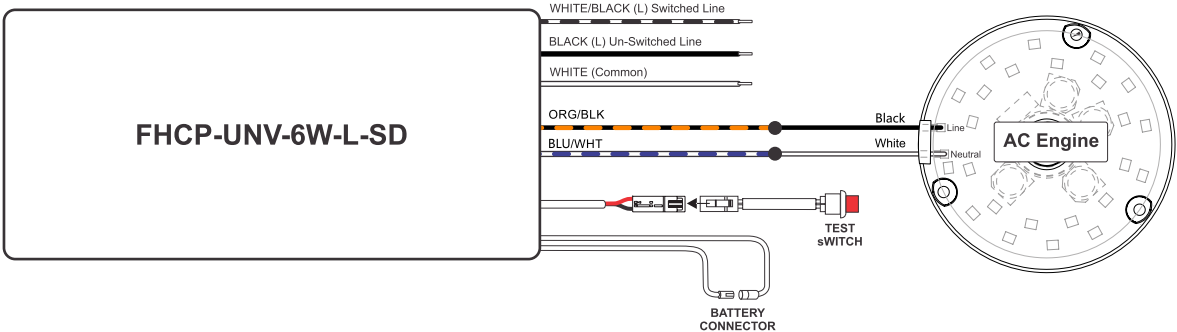 WHITE/BLACK (L) Switched Line
BLACK (L) Un-Switched Line
WHITE (Common)
FHCP-UNV-6W-L-SD
ORG/BLK
Black
Line
BLU/WHT
White
Neutral
AC Engine
TEST
sWITCH
BATTERY
CONNECTOR